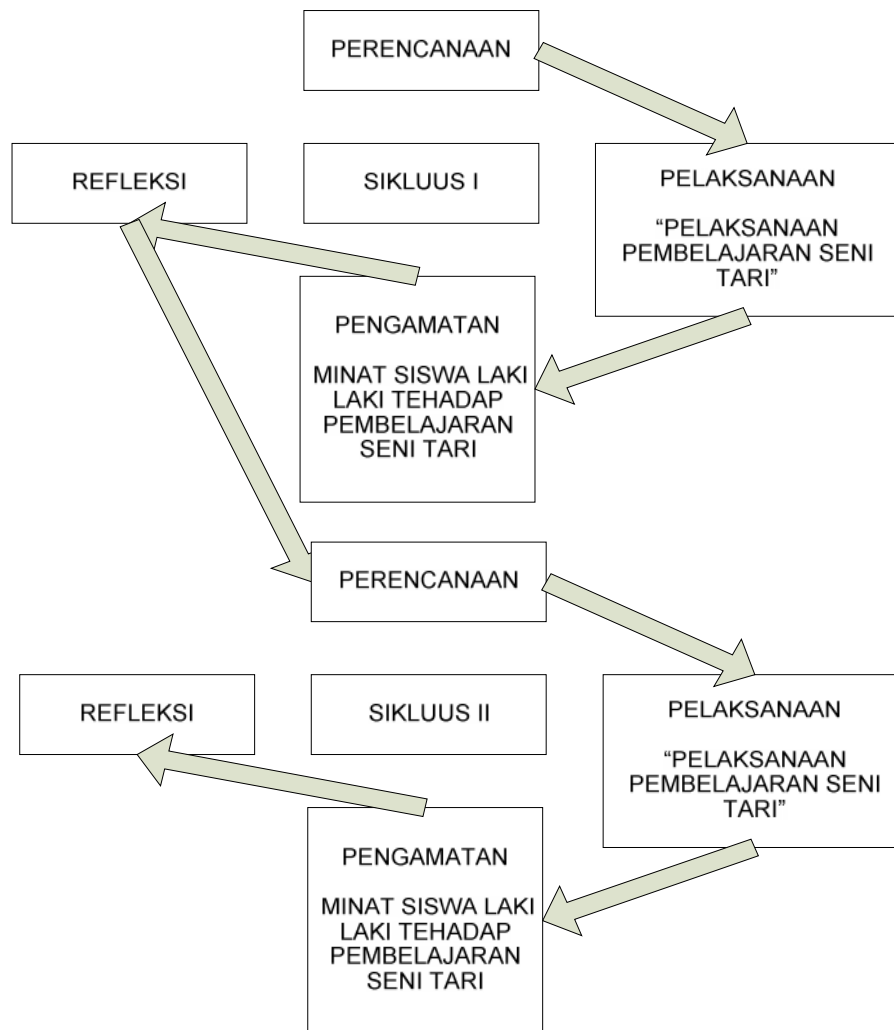 PERENCANAAN
REFLEKSI
SIKLUUS I
PELAKSANAAN
“PELAKSANAAN
PEMBELAJARAN SENI
TARI”
PENGAMATAN
MINAT SISWA LAKI
LAKI TEHADAP
PEMBELAJARAN
SENI TARI
PERENCANAAN
REFLEKSI
SIKLUUS II
PELAKSANAAN
“PELAKSANAAN
PEMBELAJARAN SENI
TARI”
PENGAMATAN
MINAT SISWA LAKI
LAKI TEHADAP
PEMBELAJARAN
SENI TARI